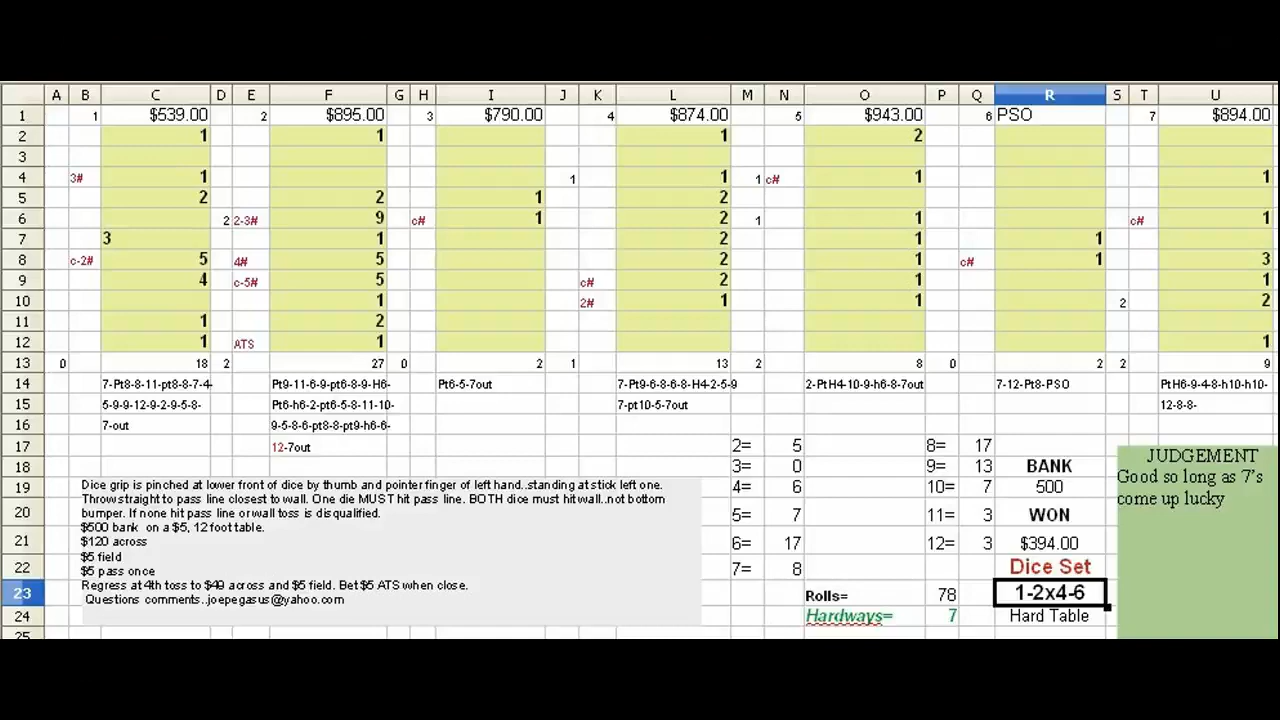 A B C D E F G H I J K L M N O P Q R S T U
1 1 $539.00 2 $895.00 3 $790.00 4 $874.00 5 $943.00 6 PSO 7 $894.00
2 1 1 1 2
3
4 3# 1 1 1 1 c# 1 1
5 2 2 1 2
6 2 2-3# 9 c# 1 2 1 1 c# 1
7 3 1 2 1 1
8 c-2# 5 4# 5 2 1 c# 1 3
9 4 c-5# 5 c# 2 1 1
10 1 2# 1 1 2 2
11 1 2
12 1 ATS 1 1
13 0 18 2 27 0 2 1 13 2 8 0 2 2 9
14 7-Pt8-8-11-pt8-8-7-4- Pt9-11-6-9-pt6-8-9-H6- Pt6-5-7out 7-Pt9-6-8-6-8-H4-2-5-9 2-PtH4-10-9-h6-8-7out 7-12-Pt8-PSO PtH6-9-4-8-h10-h10-
15 5-9-9-12-9-2-9-5-8- Pt6-h6-2-pt6-5-8-11-10- 7-pt10-5-7out 12-8-8-
16 7-out 9-5-8-6-pt8-8-pt9-h6-6-
17 12-7out 2= 5 8= 17
18 3= 0 9= 13 BANK
19 4= 6 10= 7 500
20 5= 7 11= 3 WON
21 6= 17 12= 3 $394.00
22 7= 8 Dice Set
23 Rolls= 78 1-2x4-6
24 Hardways= 7 Hard Table
25
Dice grip is pinched at lower front of dice by thumb and pointer finger of left hand..standing at stick left one.
Throw straight to pass line closest to wall. One die MUST hit pass line. BOTH dice must hit wall..not bottom
bumper. If none hit pass line or wall toss is disqualified.
$500 bank on a $5, 12 foot table.
$120 across
$5 field
$5 pass once
Regress at 4th toss to $40 across and $5 field. Bet $5 ATS when close.
Questions comments..joepegasus@yahoo.com
JUDGEMENT
Good so long as 7's
come up lucky